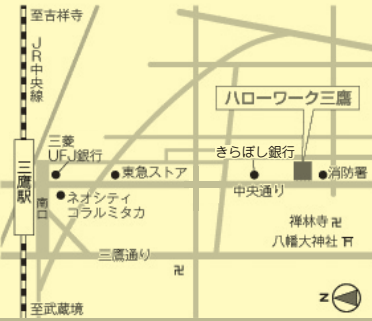 至吉祥寺
JR中央線
ハローワーク三鷹
三菱
UFJ銀行
きらぼし銀行
三鷹駅
東急ストア
消防署
中央通り
南口
ネオシティ
コラルミタカ
禅林寺卍
八幡大神社
三鷹通り
卍
N
至武蔵境